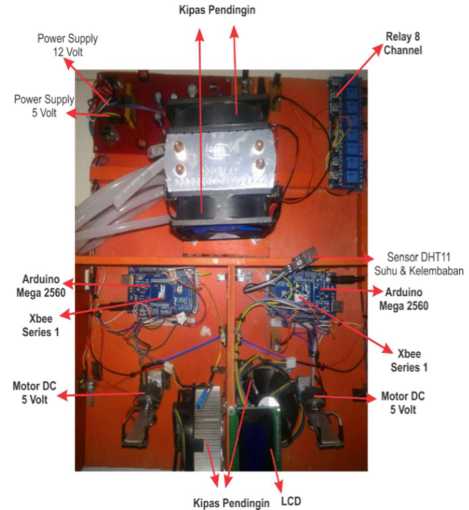 Kipas Pendingin
Power Supply
12 Volt
Relay 8
Channel
Power Supply
5 Volt
Sensor DHT11
Suhu & Kelembaban
Arduino
Mega 2560
Arduino
Mega 2560
Xbee
Series 1
Xbee
Series 1
Motor DC
5 Volt
Motor DC
5 Volt
Kipas Pendingin
LCD